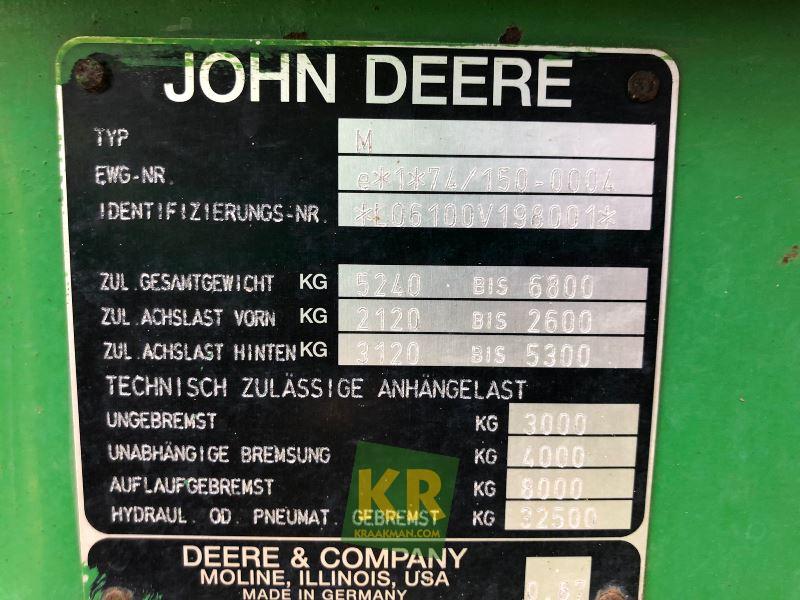 JOHN DEERE
TYP M
EWG-NR. e*1*74/150-0004
IDENTIFIZIERUNGS-NR. *L06100V198001*
ZUL.GESAMTGEWICHT KG 5240 BIS 6800
ZUL.ACHSLAST VORN KG 2120 BIS 2600
ZUL.ACHSLAST HINTEN KG 3120 BIS 5300
TECHNISCH ZULÄSSIGE ANHÄNGELAST
UNGEBREMST KG 3000
UNABHÄNGIGE BREMSUNG KG 4000
AUFLAUFGEBREMST KG 8000
HYDRAUL. OD. PNEUMAT. GEBREMST KG 32500
KR
KRAAKMAN.COM
DEERE & COMPANY
MOLINE, ILLINOIS, USA
MADE IN GERMANY